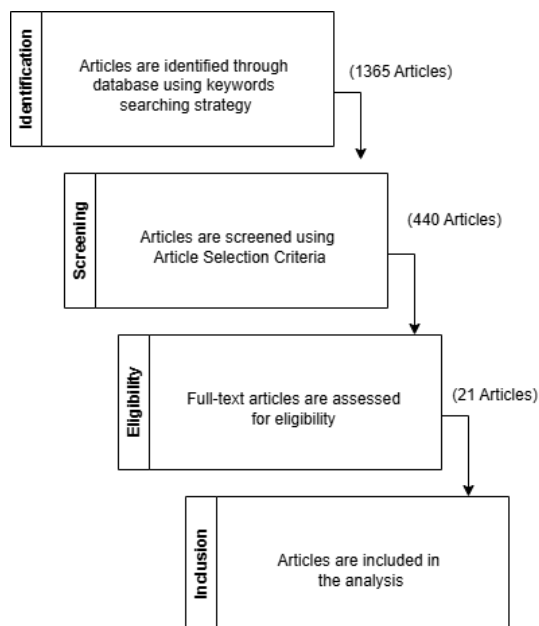 Identification
Articles are identified through
database using keywords
searching strategy
(1365 Articles)
Screening
Articles are screened using
Article Selection Criteria
(440 Articles)
Eligibility
Full-text articles are assessed
for eligibility
(21 Articles)
Inclusion
Articles are included in
the analysis